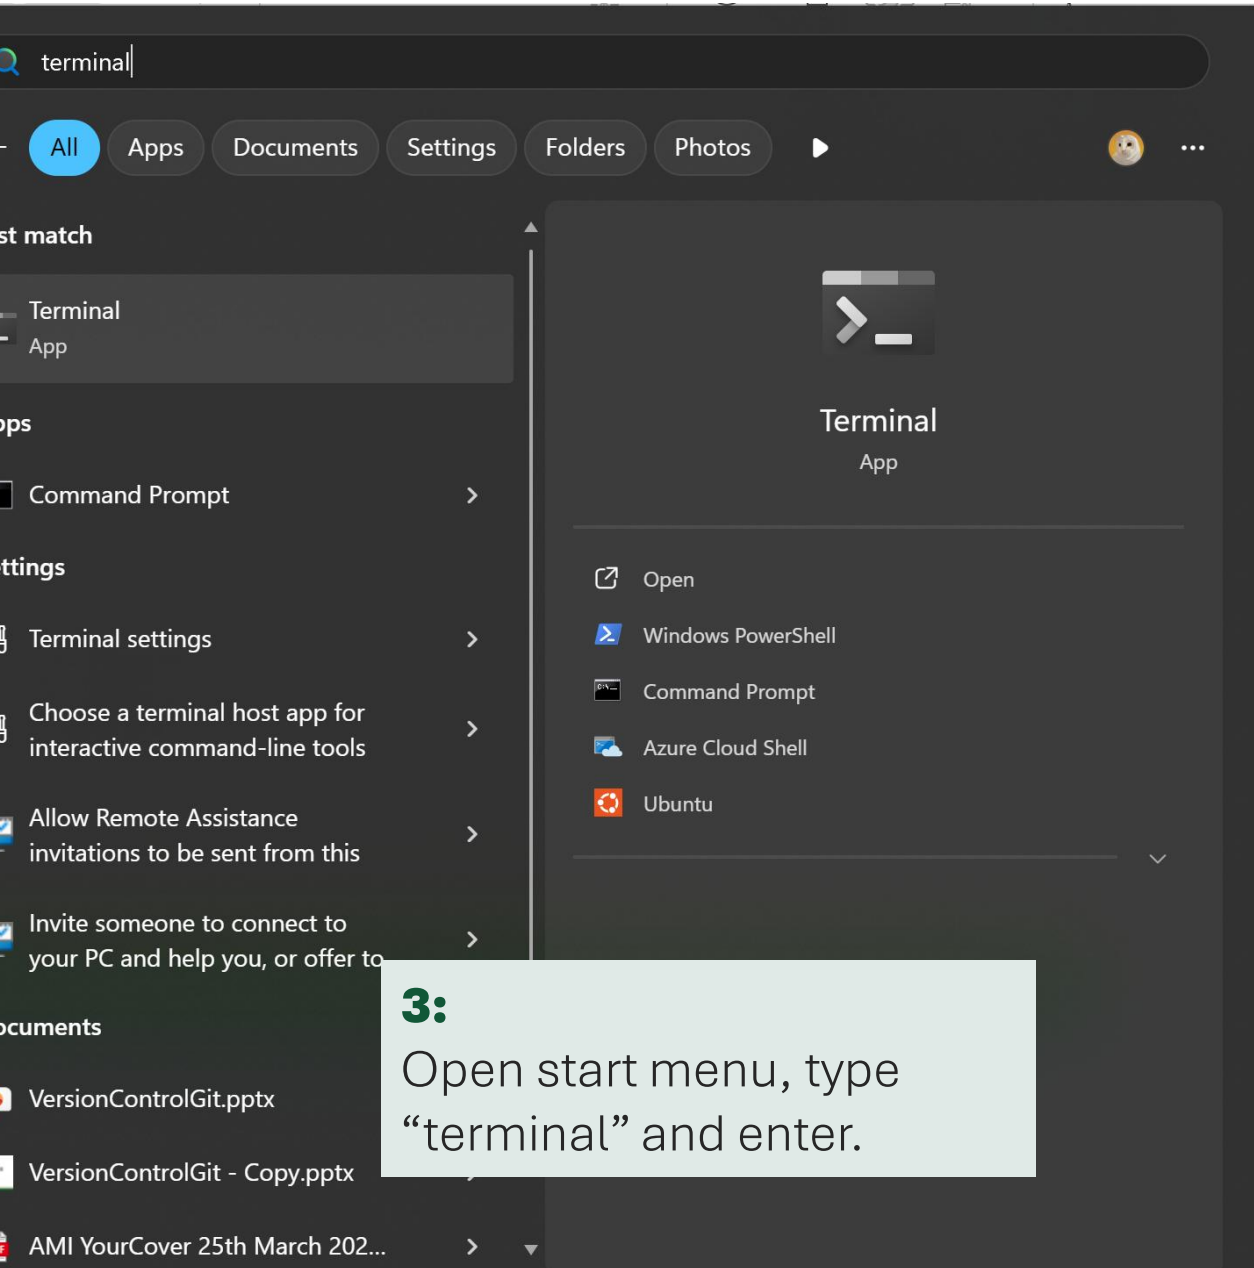 terminal
All Apps Documents Settings Folders Photos
st match
Terminal
App
Terminal
App
Command Prompt
ttings
Open
Terminal settings
Windows PowerShell
Choose a terminal host app for
interactive command-line tools
Command Prompt
Azure Cloud Shell
Ubuntu
Allow Remote Assistance
invitations to be sent from this
Invite someone to connect to
your PC and help you, or offer to
3:
Open start menu, type
“terminal” and enter.
cuments
VersionControlGit.pptx
VersionControlGit - Copy.pptx
AMI YourCover 25th March 202...